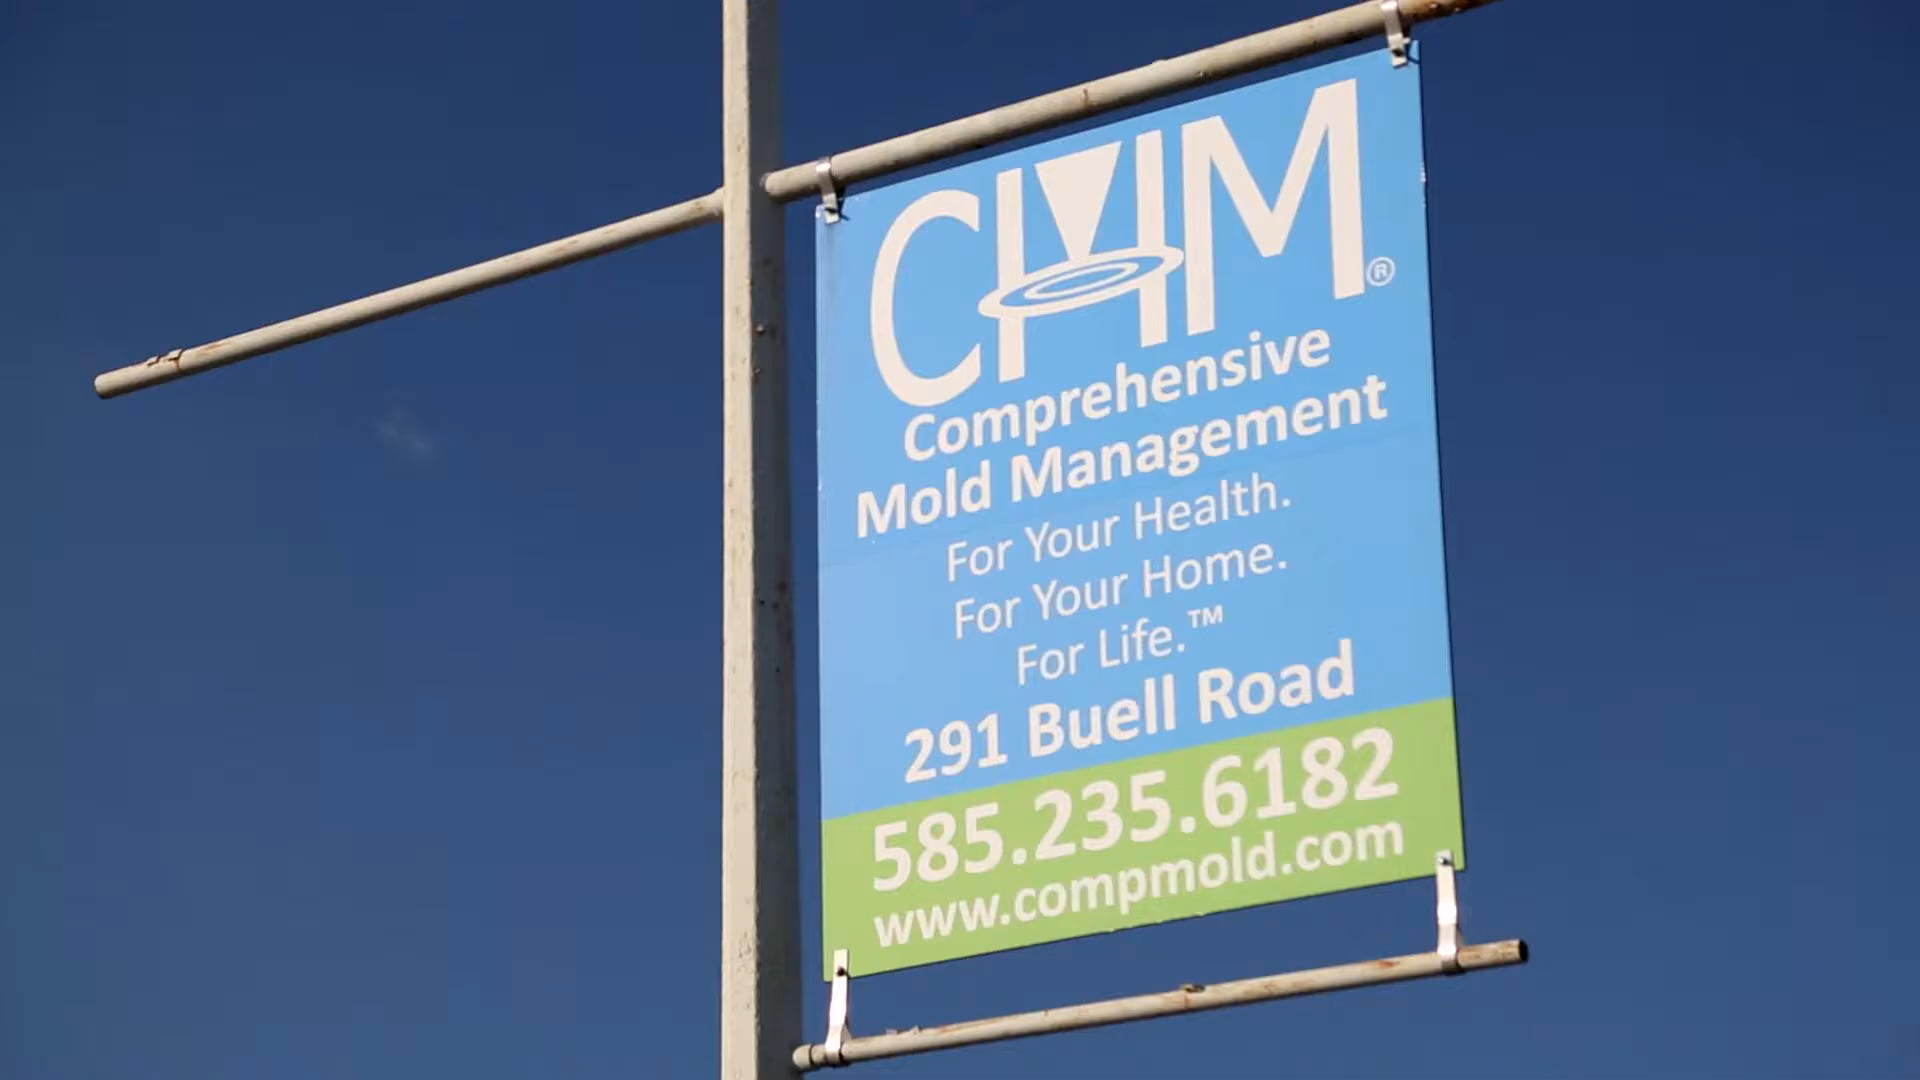 CHM®
Comprehensive
Mold Management
For Your Health.
For Your Home.
For Life.™
291 Buell Road
585.235.6182
www.compmold.com